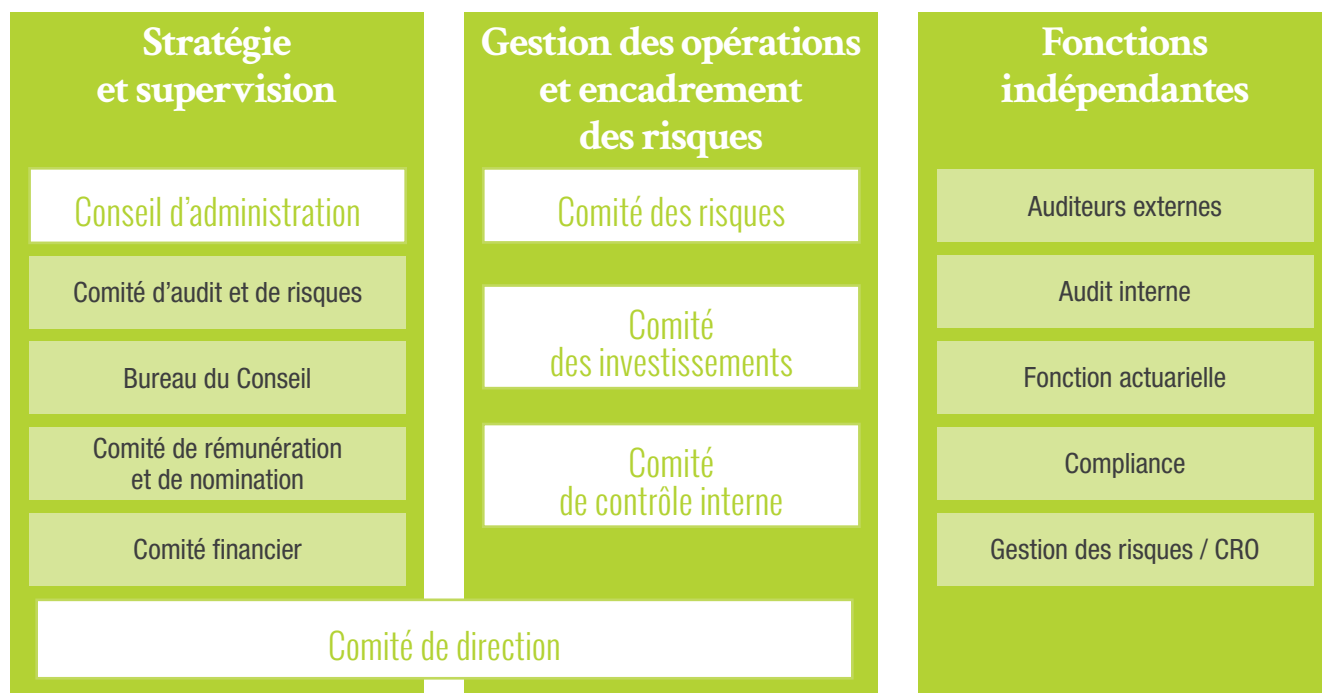 Stratégie
et supervision
Conseil d’administration
Comité d’audit et de risques
Bureau du Conseil
Comité de rémunération
et de nomination
Comité financier
Gestion des opérations
et encadrement
des risques
Comité des risques
Comité
des investissements
Comité
de contrôle interne
Comité de direction
Fonctions
indépendantes
Auditeurs externes
Audit interne
Fonction actuarielle
Compliance
Gestion des risques / CRO